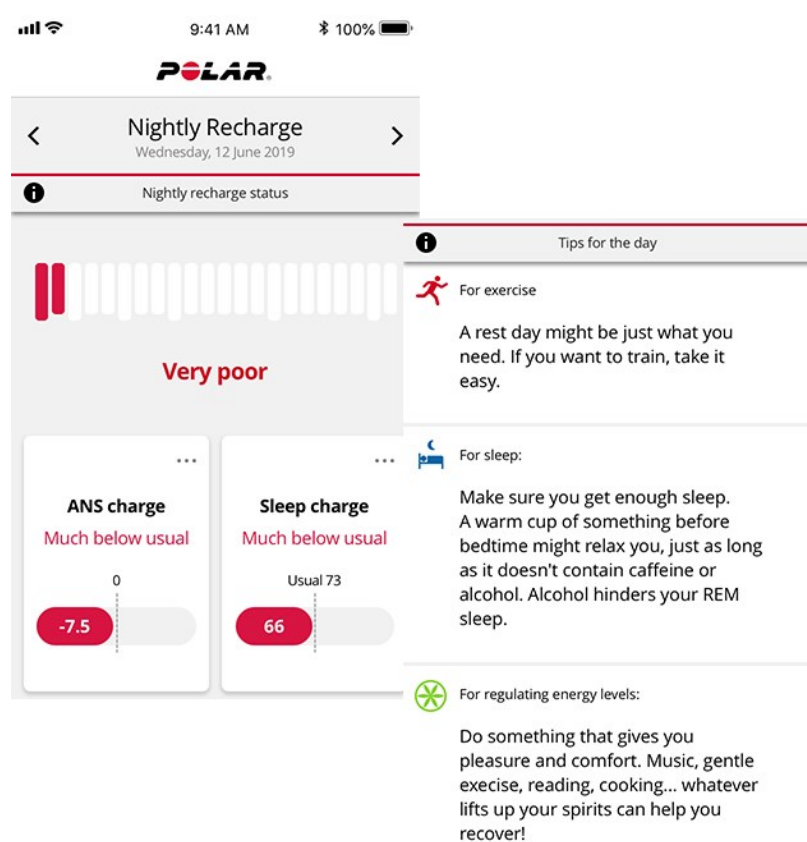 9:41 AM
100%
POLAR.
Nightly Recharge
Wednesday, 12 June 2019
Nightly recharge status
Very poor
ANS charge
Much below usual
0
-7.5
Sleep charge
Much below usual
Usual 73
66
Tips for the day
For exercise
A rest day might be just what you
need. If you want to train, take it
easy.
For sleep:
Make sure you get enough sleep.
A warm cup of something before
bedtime might relax you, just as long
as it doesn't contain caffeine or
alcohol. Alcohol hinders your REM
sleep.
For regulating energy levels:
Do something that gives you
pleasure and comfort. Music, gentle
execise, reading, cooking... whatever
lifts up your spirits can help you
recover!